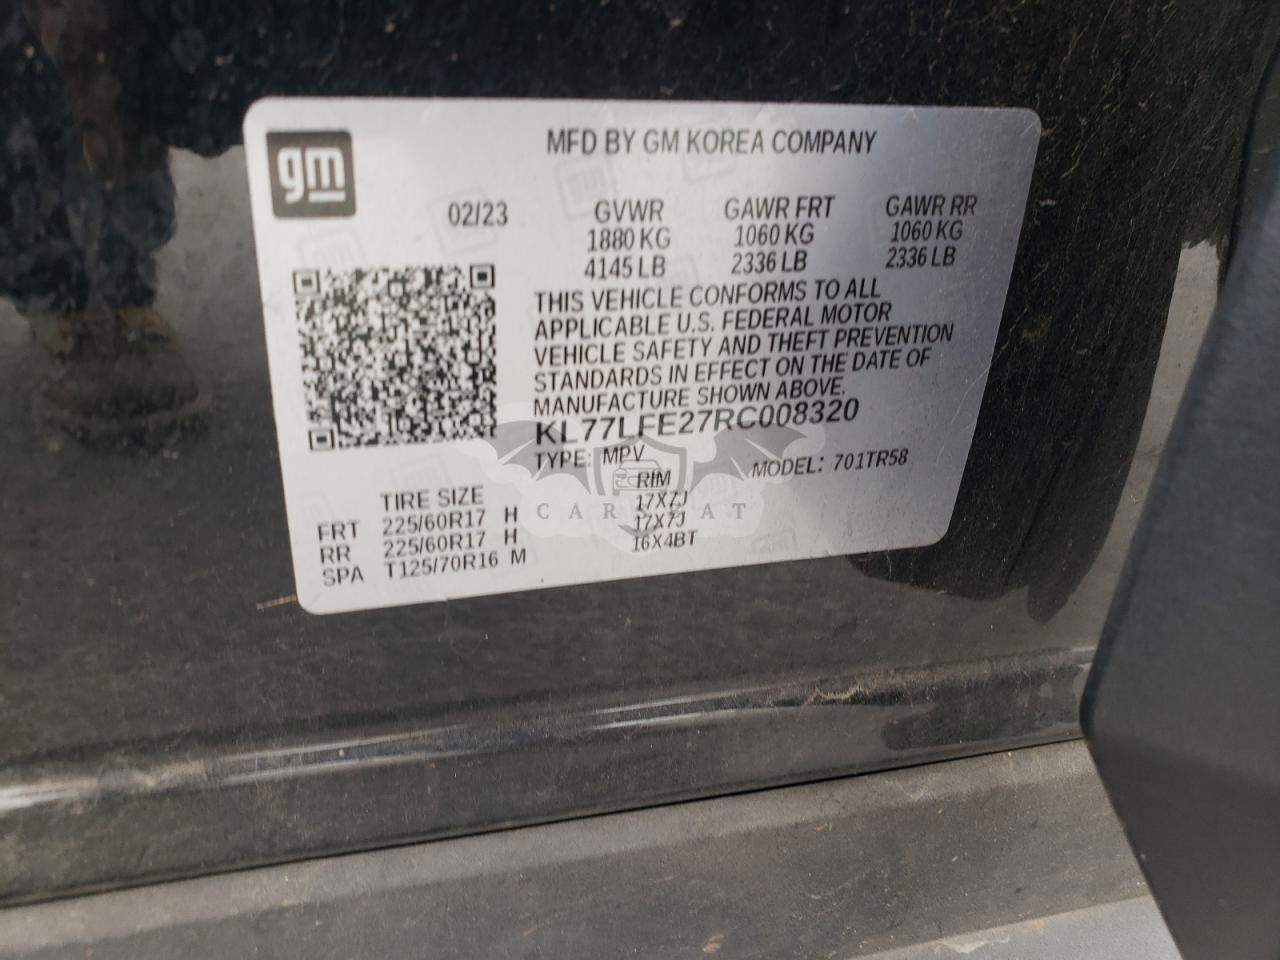 gm
MFD BY GM KOREA COMPANY
02/23
GVWR GAWR FRT GAWR RR
1880 KG 1060 KG 1060 KG
4145 LB 2336 LB 2336 LB
THIS VEHICLE CONFORMS TO ALL
APPLICABLE U.S. FEDERAL MOTOR
VEHICLE SAFETY AND THEFT PREVENTION
STANDARDS IN EFFECT ON THE DATE OF
MANUFACTURE SHOWN ABOVE.
KL77LFE27RC008320
TYPE: MPV MODEL: 701TR58
TIRE SIZE RIM
FRT 225/60R17 H 17X7J
RR 225/60R17 H 17X7J
SPA T125/70R16 M 16X4BT